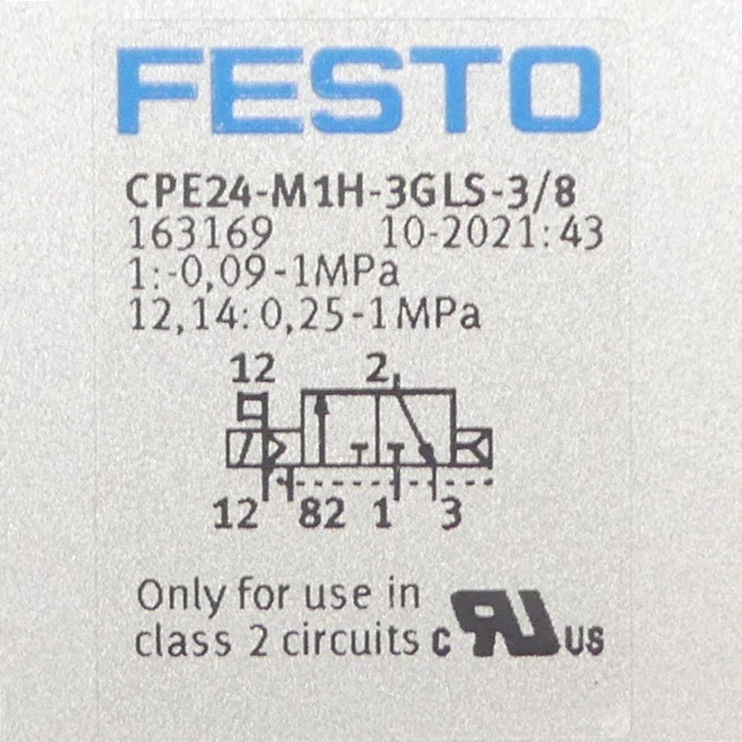 FESTO
CPE24-M1H-3GLS-3/8
163169 10-2021:43
1:-0,09-1MPa
12,14:0,25-1MPa
12 2
12 82 1 3
Only for use in
class 2 circuits c RU US